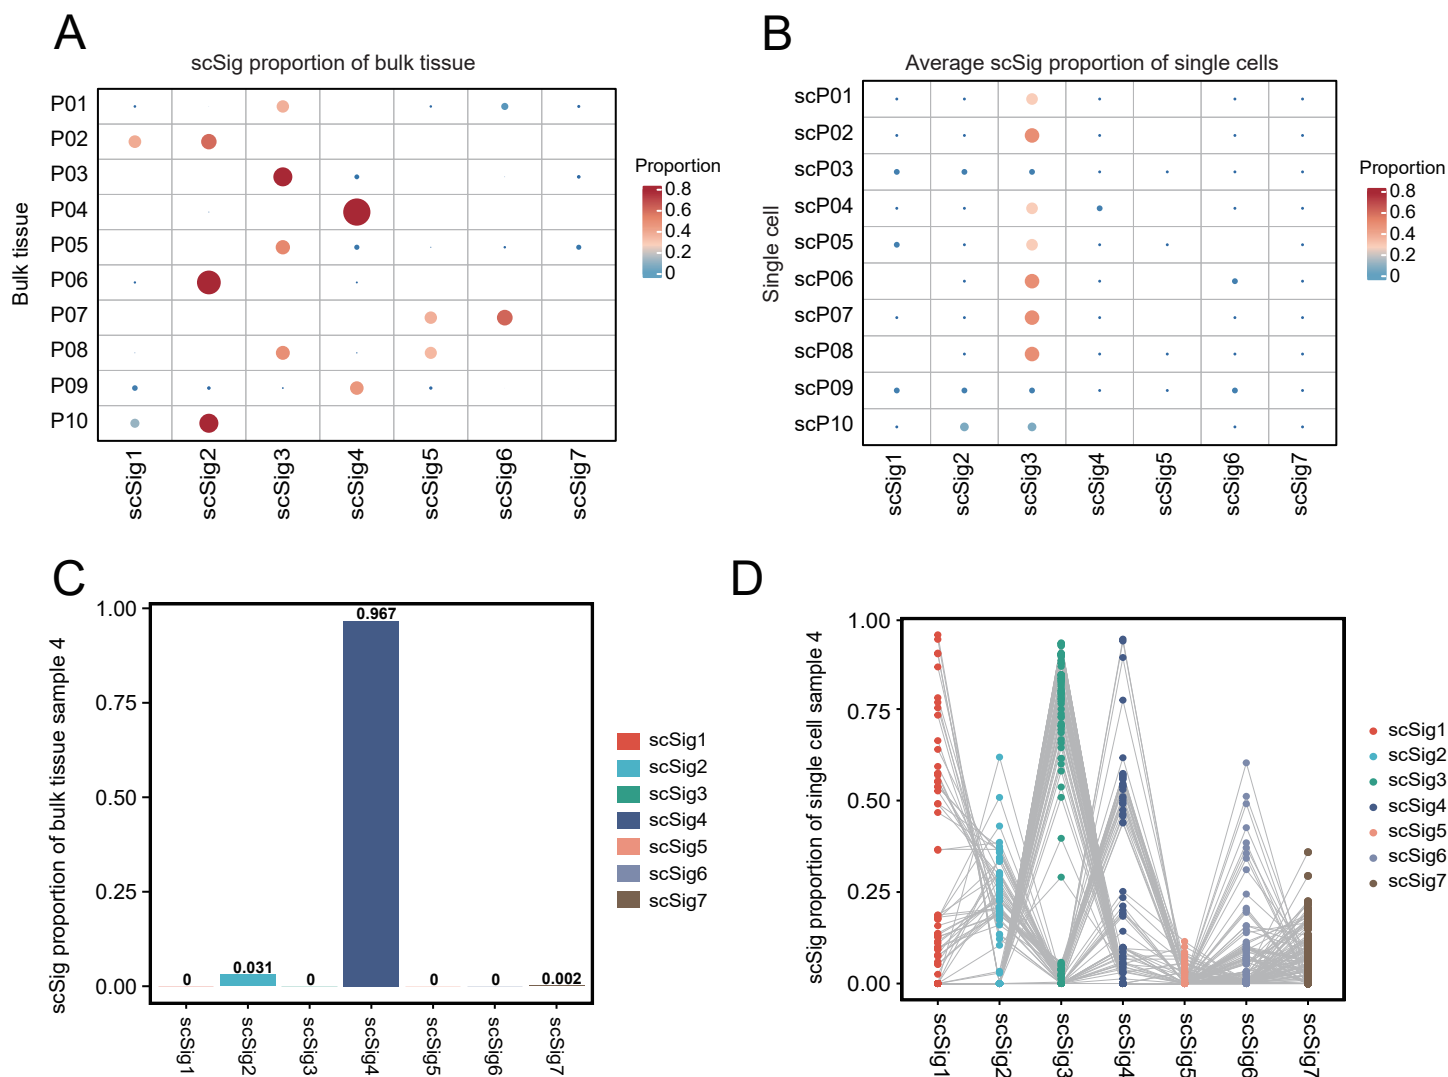 A
scSig proportion of bulk tissue
Bulk tissue
P01
P02
P03
P04
P05
P06
P07
P08
P09
P10
scSig1
scSig2
scSig3
scSig4
scSig5
scSig6
scSig7
Proportion
0.8
0.6
0.4
0.2
0
B
Average scSig proportion of single cells
Single cell
scP01
scP02
scP03
scP04
scP05
scP06
scP07
scP08
scP09
scP10
scSig1
scSig2
scSig3
scSig4
scSig5
scSig6
scSig7
Proportion
0.8
0.6
0.4
0.2
0
C
scSig proportion of bulk tissue sample 4
1.00
0.75
0.50
0.25
0.00
0
0.031
0
0.967
0
0
0.002
scSig1
scSig2
scSig3
scSig4
scSig5
scSig6
scSig7
scSig1
scSig2
scSig3
scSig4
scSig5
scSig6
scSig7
D
scSig proportion of single cell sample 4
1.00
0.75
0.50
0.25
0.00
scSig1
scSig2
scSig3
scSig4
scSig5
scSig6
scSig7
scSig1
scSig2
scSig3
scSig4
scSig5
scSig6
scSig7